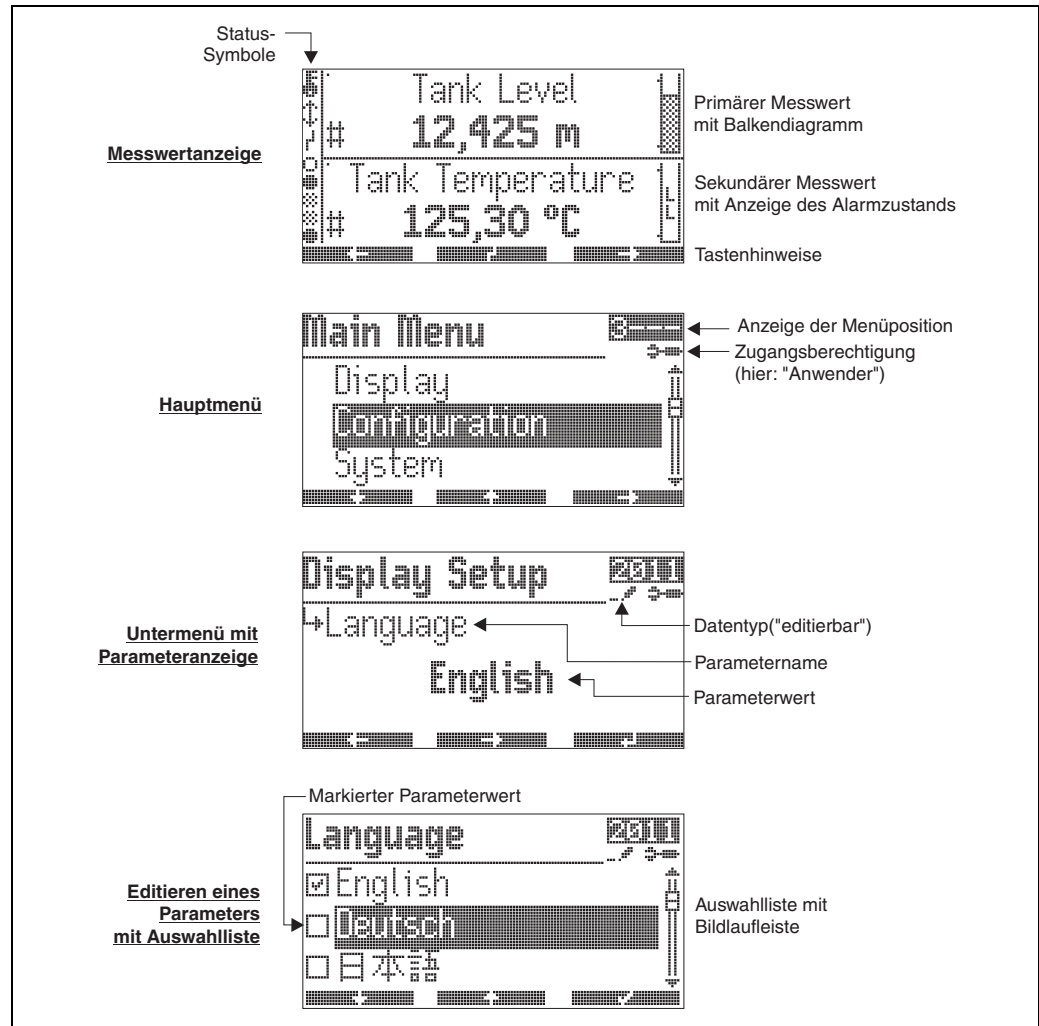 Status-
Symbole
Messwertanzeige
Tank Level
# 12,425 m
Primärer Messwert
mit Balkendiagramm
Tank Temperature
# 125,30 °C
Sekundärer Messwert
mit Anzeige des Alarmzustands
Tastenhinweise
Hauptmenü
Main Menu
3---
Display
Configuration
System
Anzeige der Menüposition
Zugangsberechtigung
(hier: "Anwender")
Untermenü mit
Parameteranzeige
Display Setup
2011
Language
English
Datentyp("editierbar")
Parametername
Parameterwert
Markierter Parameterwert
Editieren eines
Parameters
mit Auswahlliste
Language
2011
English
Deutsch
日本語
Auswahlliste mit
Bildlaufleiste